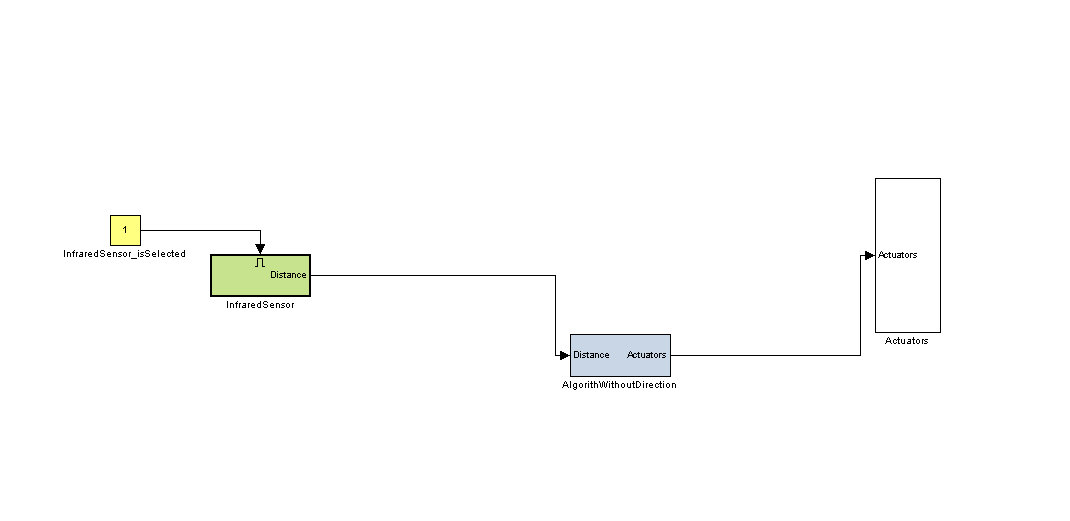 1
InfraredSensor_isSelected
Distance
InfraredSensor
Actuators
Actuators
Distance Actuators
AlgorithWithoutDirection